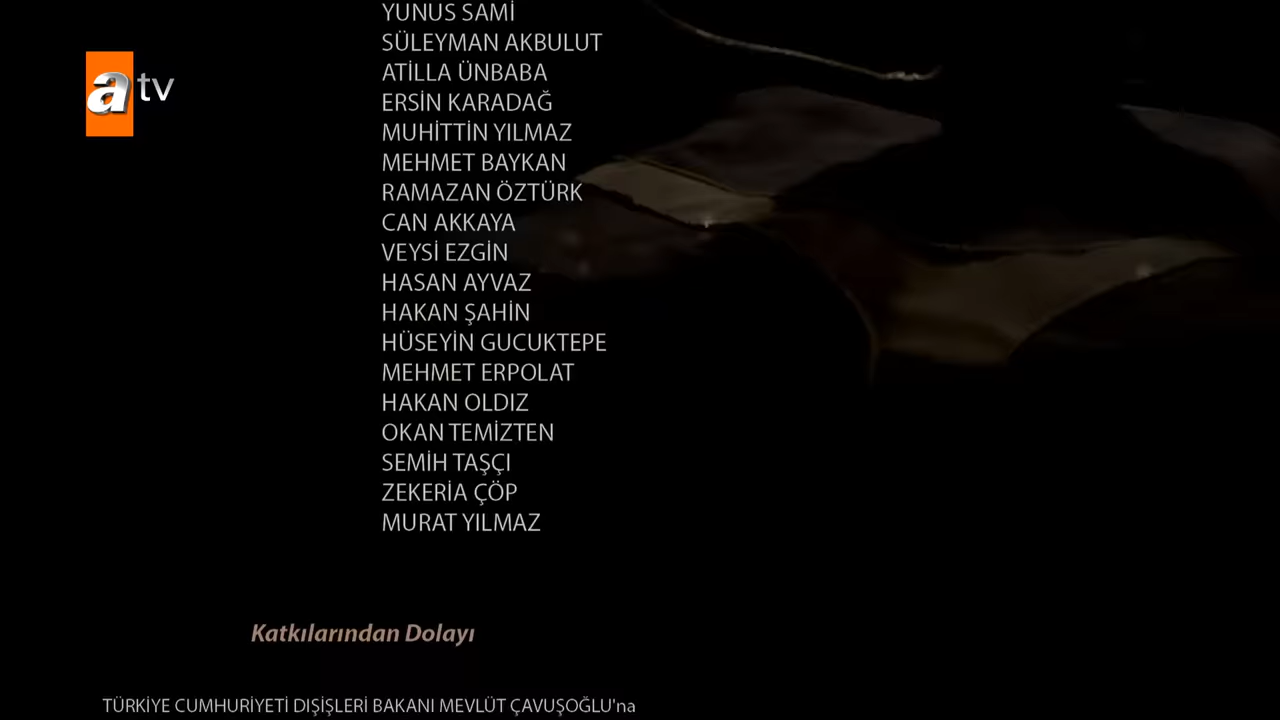 YUNUS SAMİ
SÜLEYMAN AKBULUT
atv
ATİLLA ÜNBABA
ERSİN KARADAĞ
MUHİTTİN YILMAZ
MEHMET BAYKAN
RAMAZAN ÖZTÜRK
CAN AKKAYA
VEYSİ EZGİN
HASAN AYVAZ
HAKAN ŞAHİN
HÜSEYİN GUCUKTEPE
MEHMET ERPOLAT
HAKAN OLDIZ
OKAN TEMİZTEN
SEMİH TAŞÇI
ZEKERİA ÇÖP
MURAT YILMAZ
Katkılarından Dolayı
TÜRKİYE CUMHURİYETİ DIŞİŞLERİ BAKANI MEVLÜT ÇAVUŞOĞLU'na